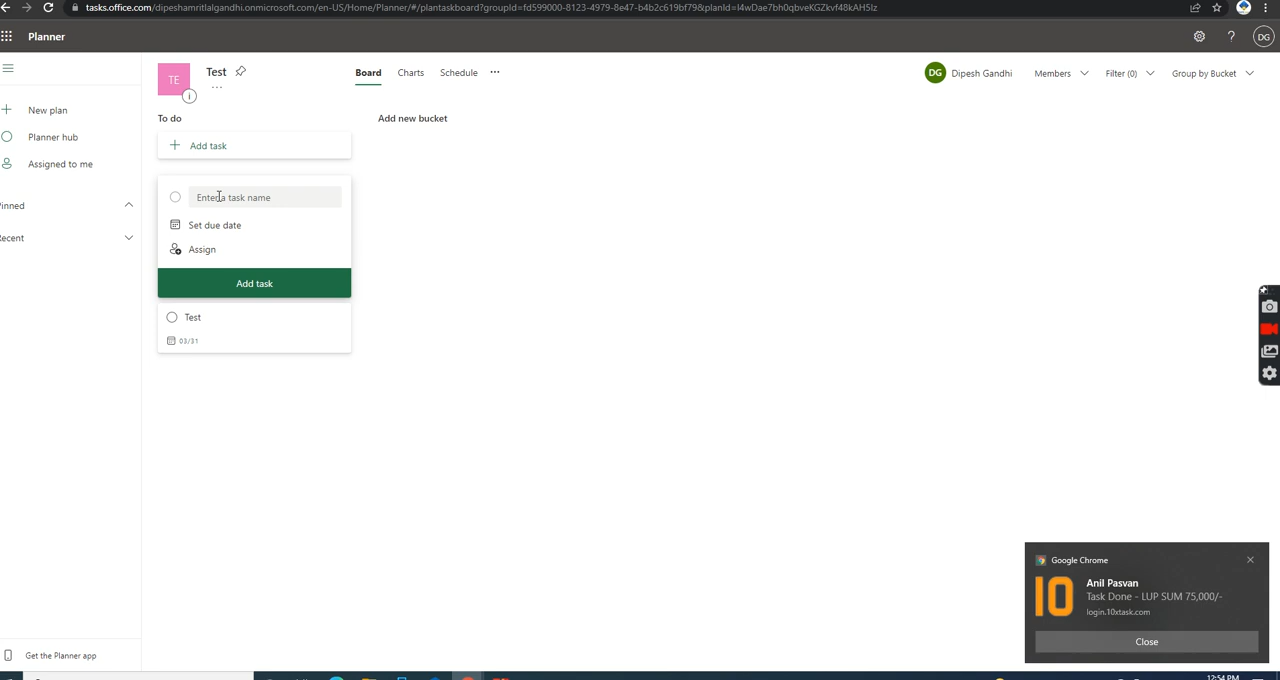 tasks.office.com/dipeshamritlalgandhi.onmicrosoft.com/en-US/Home/Planner/#/plantaskboard?groupId=fd599000-8123-4979-8e47-b4b2c619bf79&planId=I4wDae7bh0qbveKGZkvf48kAH5Iz
Planner
?
DG
TE
Test
...
i
Board
Charts
Schedule
...
DG
Dipesh Gandhi
Members
Filter (0)
Group by Bucket
New plan
Planner hub
Assigned to me
inned
ecent
To do
Add new bucket
+ Add task
Enter a task name
Set due date
Assign
Add task
Test
03/31
Google Chrome
10
Anil Pasvan
Task Done - LUP SUM 75,000/-
login.10xtask.com
Close
Get the Planner app
12:54 PM